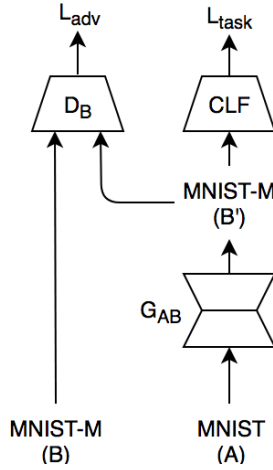 L_adv
L_task
D_B
CLF
MNIST-M
(B')
G_AB
MNIST-M
(B)
MNIST
(A)